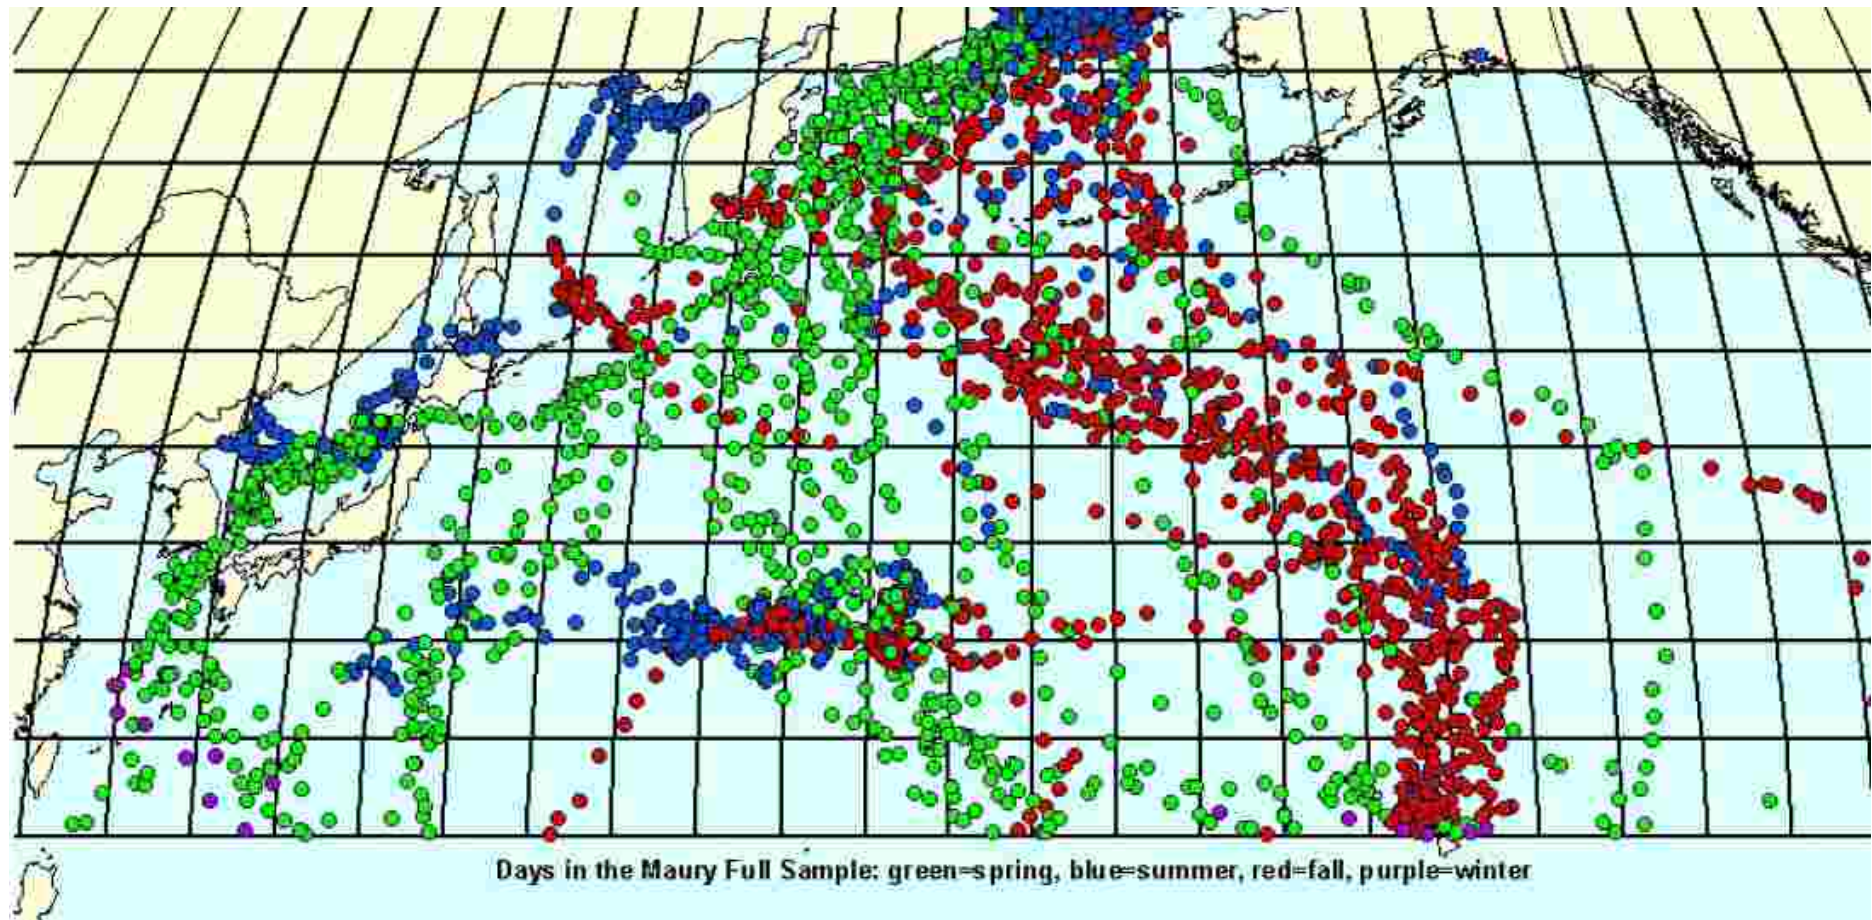 Days in the Maury Full Sample: green=spring, blue=summer, red=fall, purple=winter